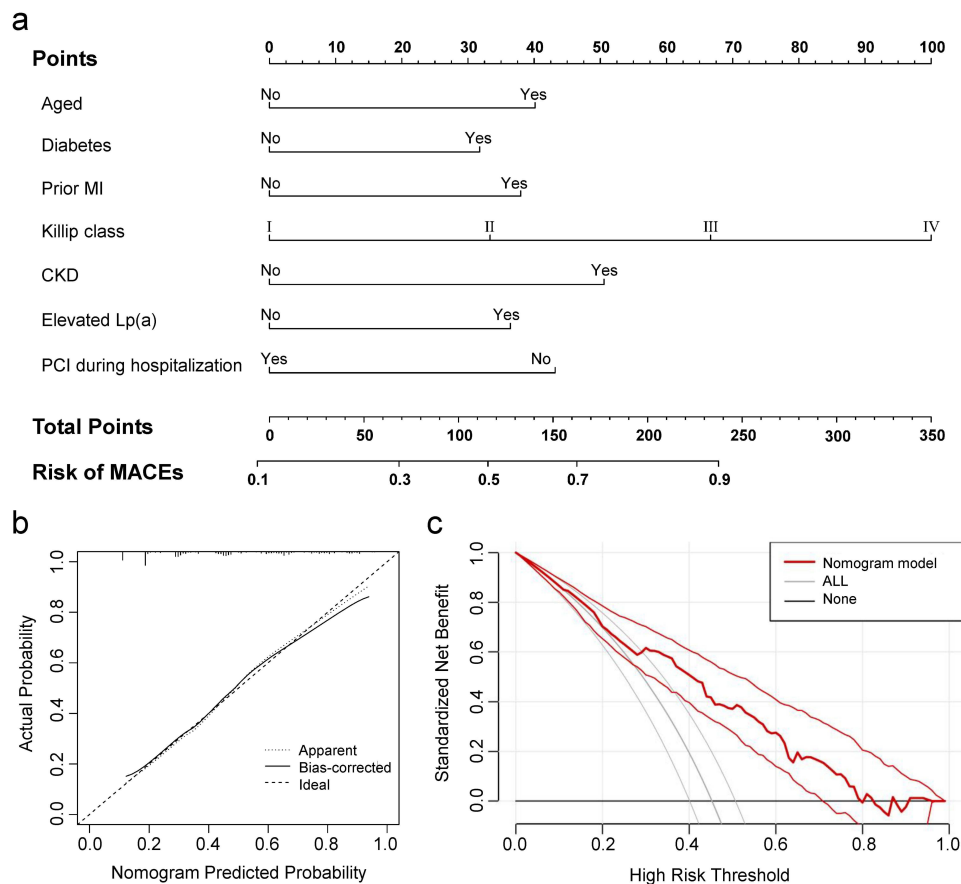 a
Points 0 10 20 30 40 50 60 70 80 90 100
Aged No Yes
Diabetes No Yes
Prior MI No Yes
Killip class I II III IV
CKD No Yes
Elevated Lp(a) No Yes
PCI during hospitalization Yes No
Total Points 0 50 100 150 200 250 300 350
Risk of MACEs 0.1 0.3 0.5 0.7 0.9
b
Actual Probability
1.0
0.8
0.6
0.4
0.2
0.0
Apparent
Bias-corrected
Ideal
0.0 0.2 0.4 0.6 0.8 1.0
Nomogram Predicted Probability
c
Standardized Net Benefit
1.0
0.8
0.6
0.4
0.2
0.0
Nomogram model
ALL
None
0.0 0.2 0.4 0.6 0.8 1.0
High Risk Threshold